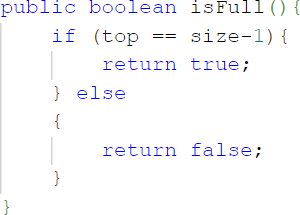 public boolean isFull(){
    if (top == size-1){
        return true;
    } else
    {
        return false;
    }
}